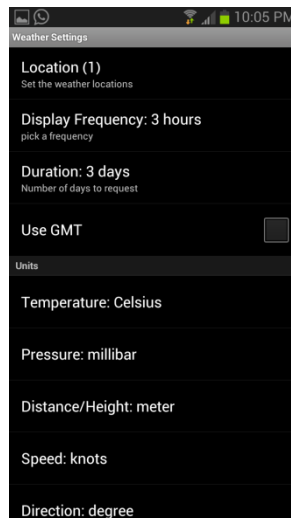 10:05 PM
Weather Settings
Location (1)
Set the weather locations
Display Frequency: 3 hours
pick a frequency
Duration: 3 days
Number of days to request
Use GMT
Units
Temperature: Celsius
Pressure: millibar
Distance/Height: meter
Speed: knots
Direction: degree